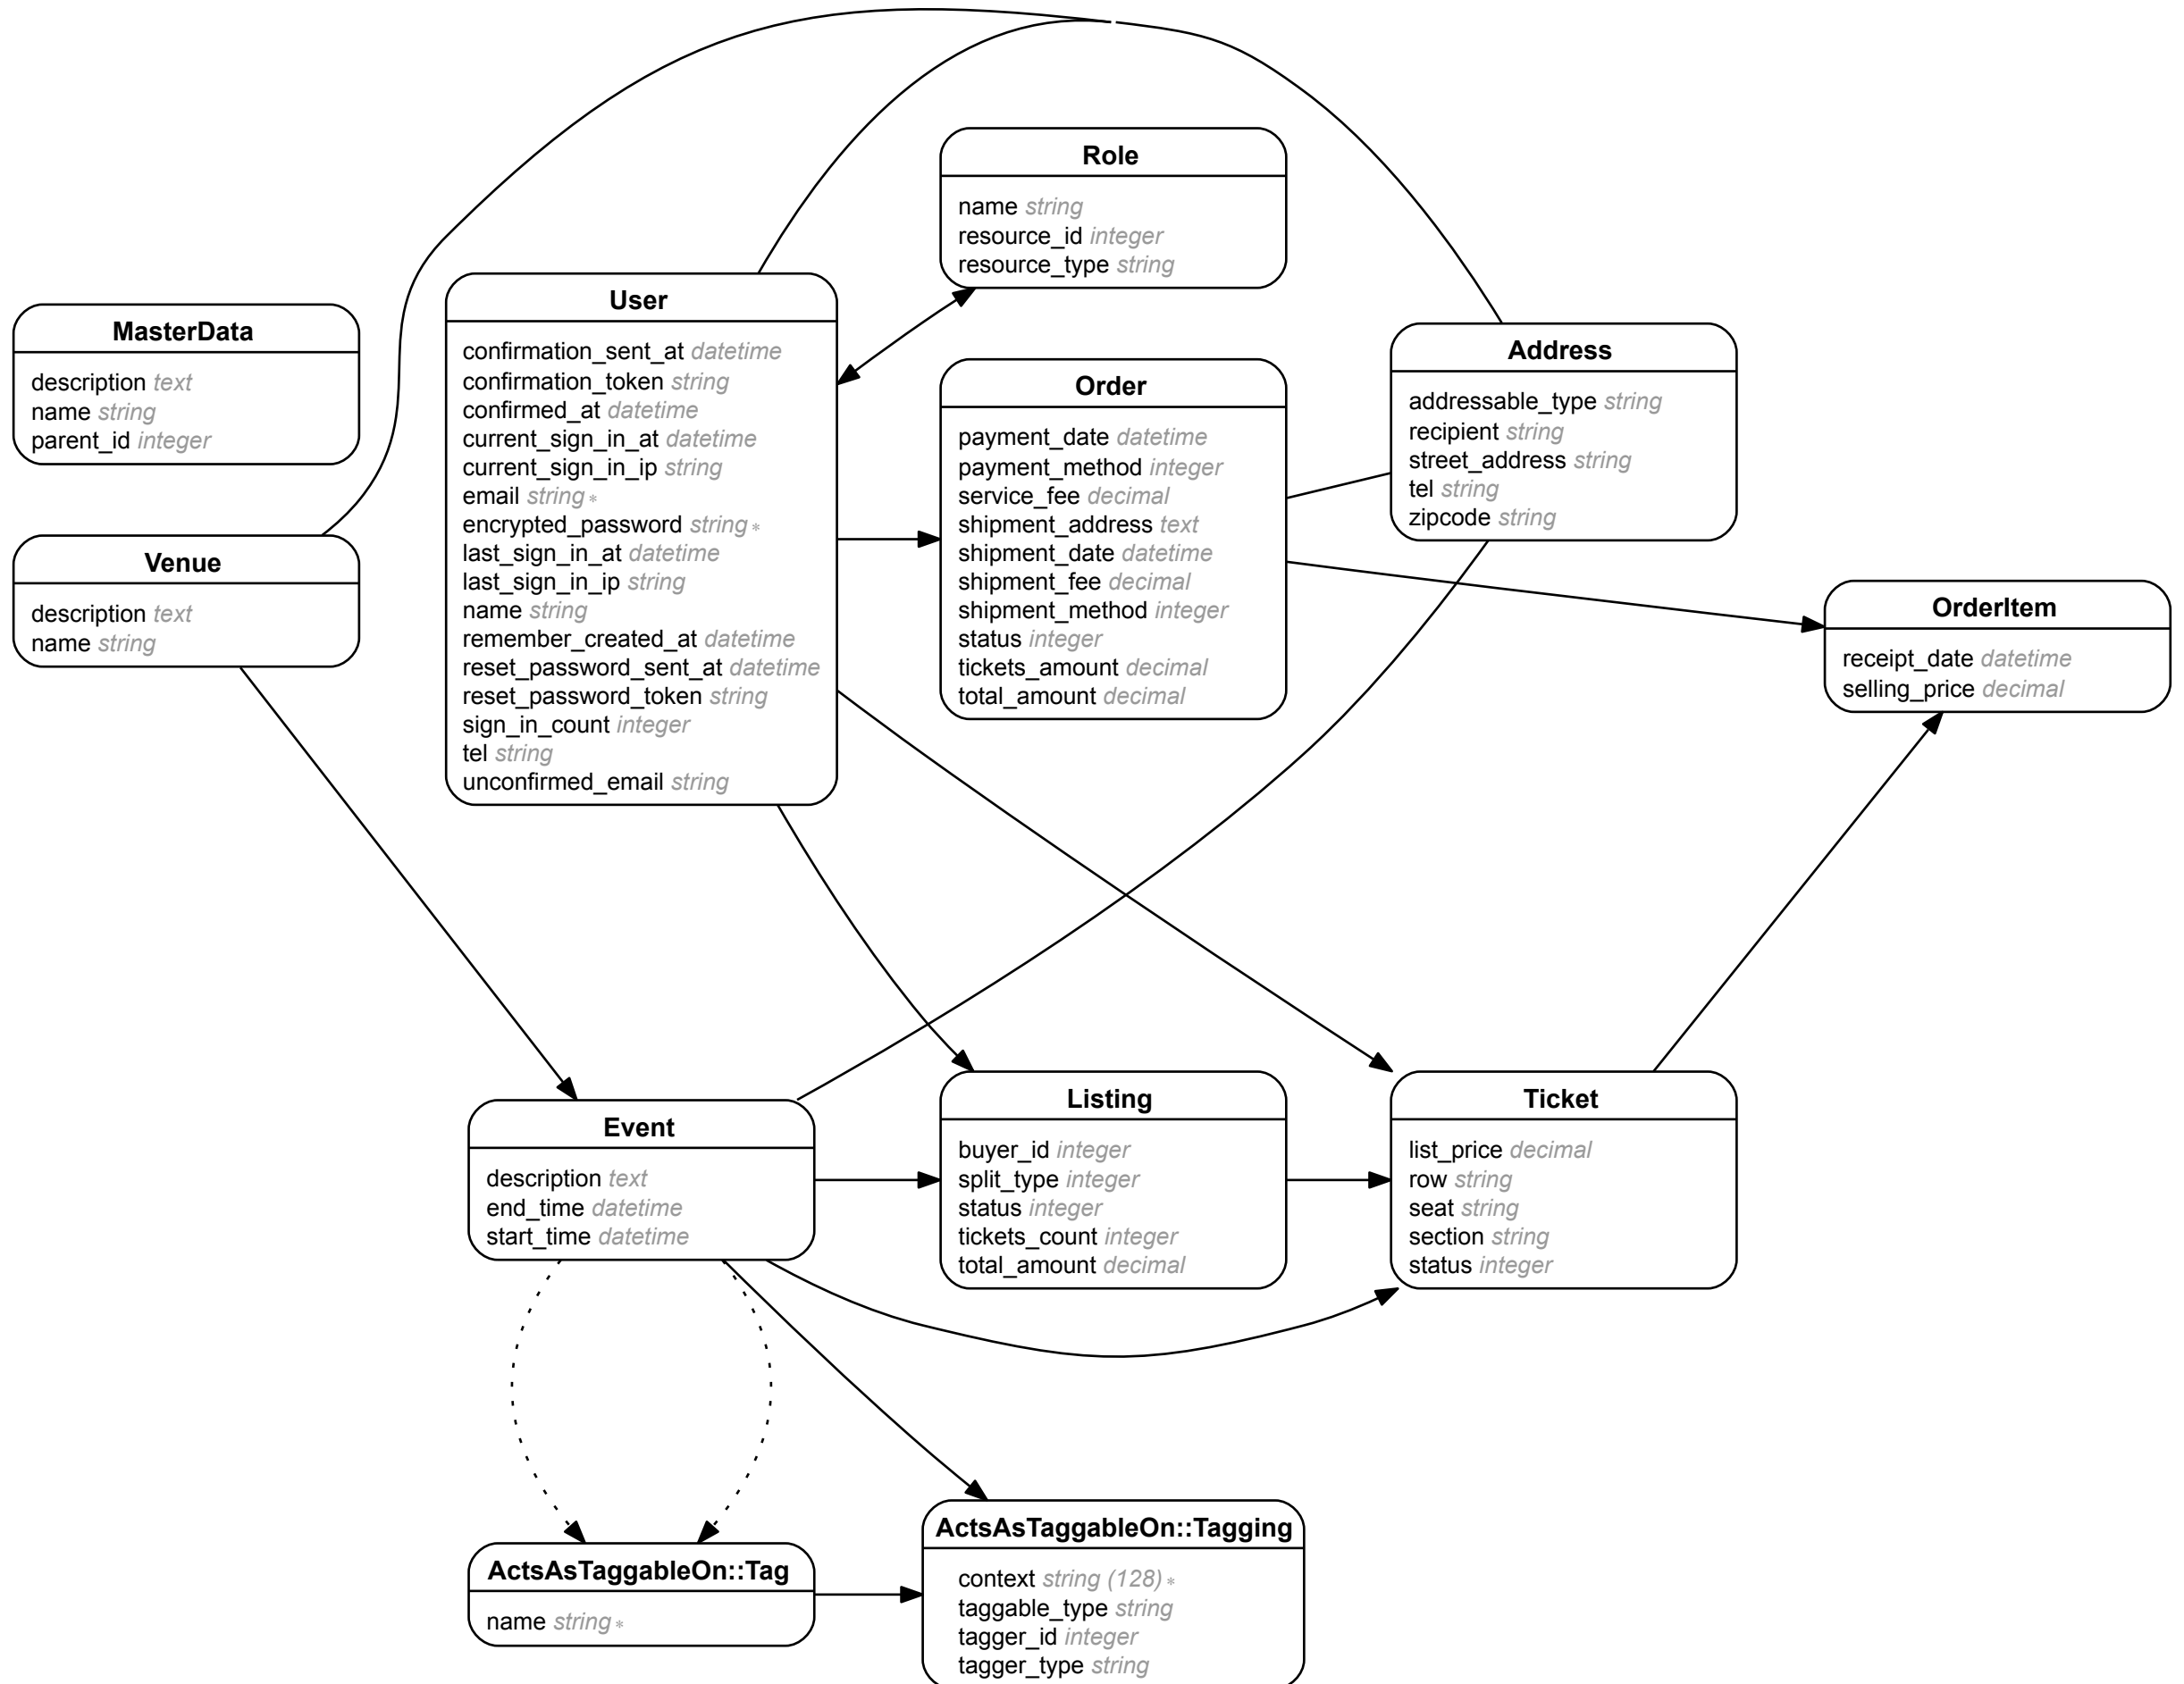 Role
name string
resource_id integer
resource_type string
User
confirmation_sent_at datetime
confirmation_token string
confirmed_at datetime
current_sign_in_at datetime
current_sign_in_ip string
email string *
encrypted_password string *
last_sign_in_at datetime
last_sign_in_ip string
name string
remember_created_at datetime
reset_password_sent_at datetime
reset_password_token string
sign_in_count integer
tel string
unconfirmed_email string
MasterData
description text
name string
parent_id integer
Address
addressable_type string
recipient string
street_address string
tel string
zipcode string
Order
payment_date datetime
payment_method integer
service_fee decimal
shipment_address text
shipment_date datetime
shipment_fee decimal
shipment_method integer
status integer
tickets_amount decimal
total_amount decimal
Venue
description text
name string
OrderItem
receipt_date datetime
selling_price decimal
Event
description text
end_time datetime
start_time datetime
Listing
buyer_id integer
split_type integer
status integer
tickets_count integer
total_amount decimal
Ticket
list_price decimal
row string
seat string
section string
status integer
ActsAsTaggableOn::Tag
name string *
ActsAsTaggableOn::Tagging
context string (128) *
taggable_type string
tagger_id integer
tagger_type string